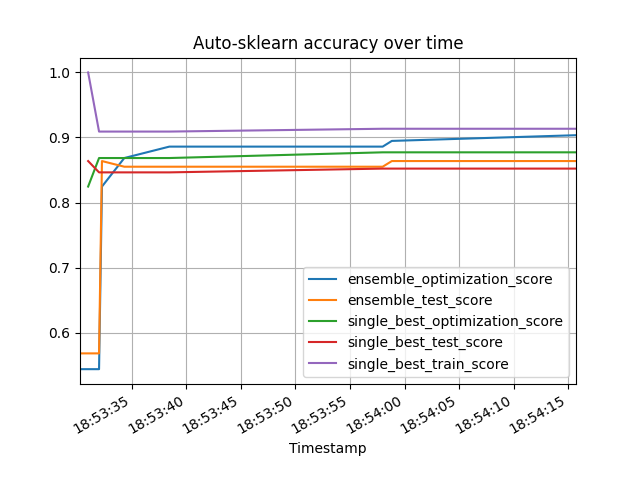 Auto-sklearn accuracy over time
1.0
0.9
0.8
0.7
0.6
ensemble_optimization_score
ensemble_test_score
single_best_optimization_score
single_best_test_score
single_best_train_score
18:53:35
18:53:40
18:53:45
18:53:50
18:53:55
18:54:00
18:54:05
18:54:10
18:54:15
Timestamp